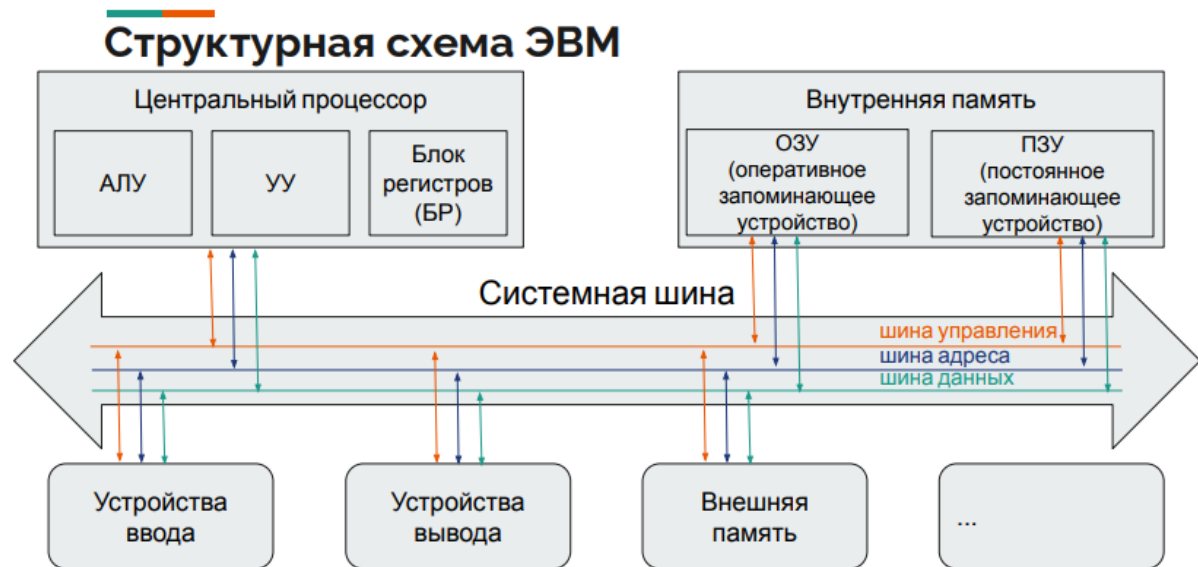 Структурная схема ЭВМ
Центральный процессор
АЛУ
УУ
Блок
регистров
(БР)
Внутренняя память
ОЗУ
(оперативное
запоминающее
устройство)
ПЗУ
(постоянное
запоминающее
устройство)
Системная шина
шина управления
шина адреса
шина данных
Устройства
ввода
Устройства
вывода
Внешняя
память
...